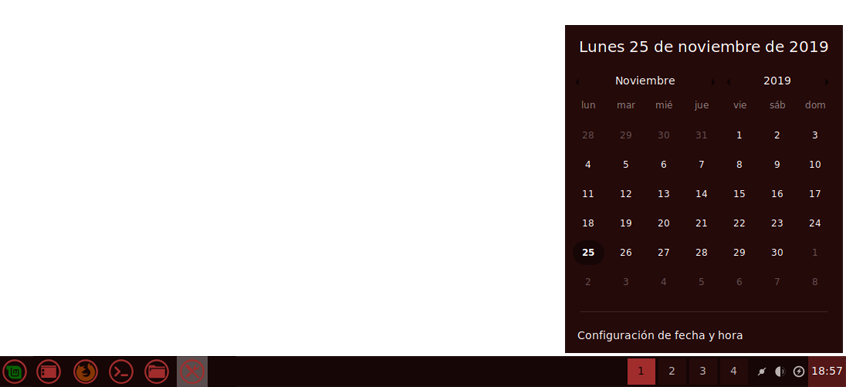 Lunes 25 de noviembre de 2019
Noviembre 2019
lun mar mié jue vie sáb dom
28 29 30 31 1 2 3
4 5 6 7 8 9 10
11 12 13 14 15 16 17
18 19 20 21 22 23 24
25 26 27 28 29 30 1
2 3 4 5 6 7 8
Configuración de fecha y hora
1 2 3 4 18:57